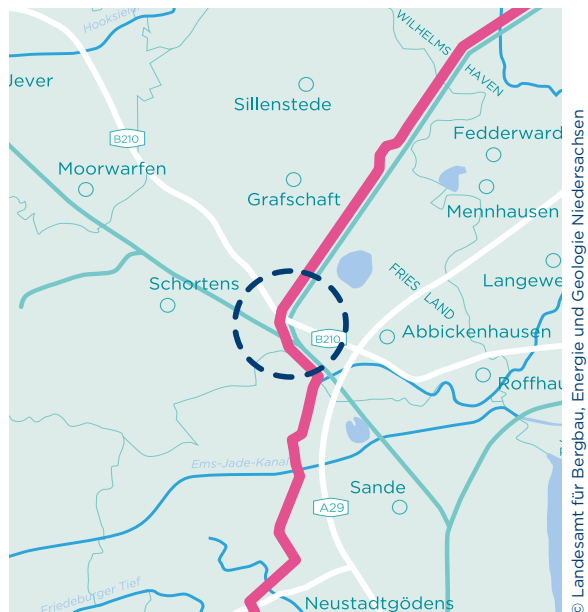 Hooksiel
WILHELMS
HAVEN
Jever
Sillenstede
B210
Fedderward
Moorwarfen
Grafschaft
Mennhausen
FRIES LAND
Langewe
Schortens
B210
Abbickenhausen
Roffhau
Ems-Jade-Kanal
Sande
A29
Friedeburger Tief
Neustadtgödens
© Landesamt für Bergbau, Energie und Geologie Niedersachsen